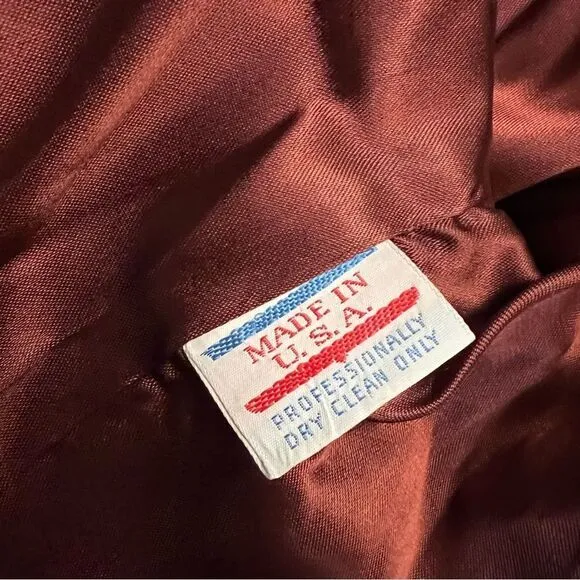 MADE IN
U.S.A.
PROFESSIONALLY
DRY CLEAN ONLY